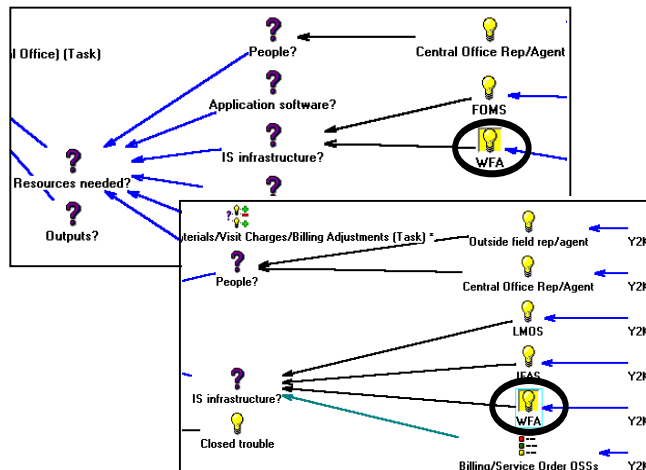 People?
Central Office Rep/Agent
l Office) (Task)
Application software?
FOMS
IS infrastructure?
WFA
Resources needed?
Outputs?
aterials/Visit Charges/Billing Adjustments (Task) *
Outside field rep/agent
Y2K
People?
Central Office Rep/Agent
Y2K
LMOS
Y2K
Y2K
IS infrastructure?
WFA
Y2K
Closed trouble
Billing/Service Order OSSs
Y2K